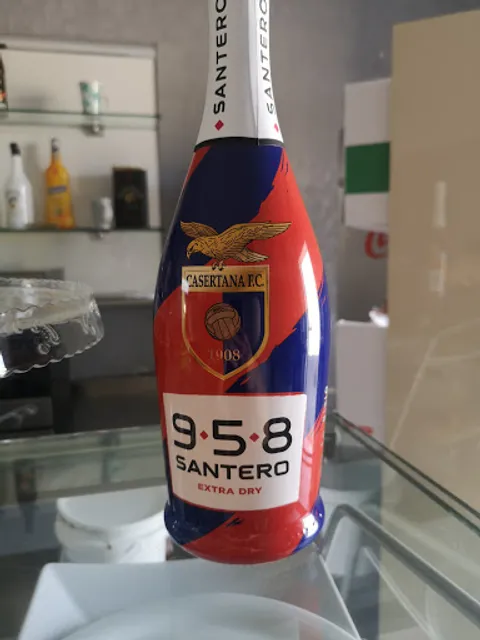 SANTERO
SANTERO
CASERTANA F.C.
1908
9·5·8
SANTERO
EXTRA DRY